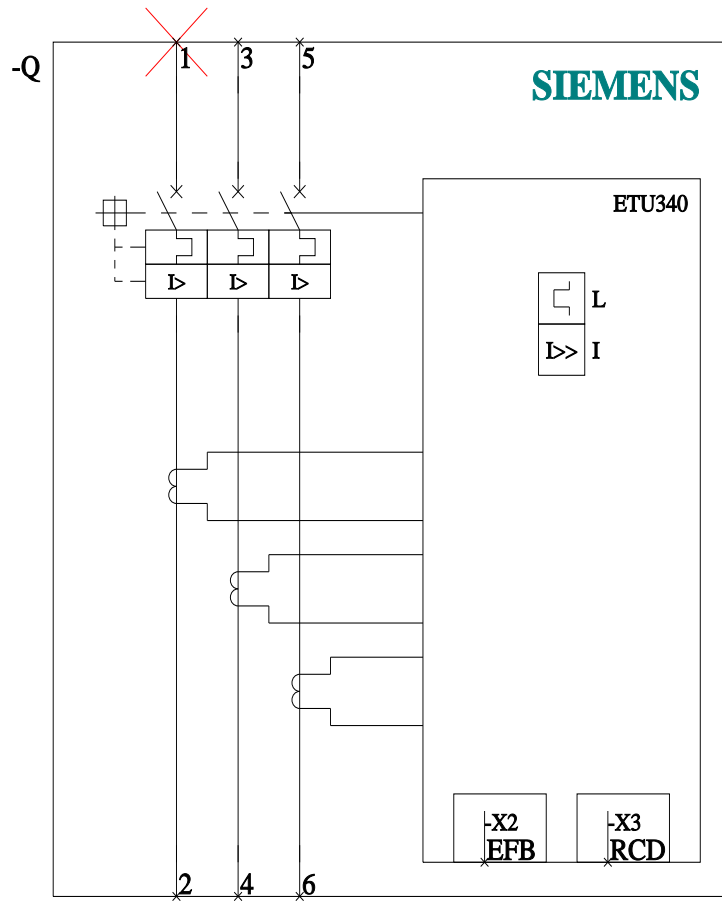 1 3 5
-Q
SIEMENS
ETU340
I> I> I>
L
I>> I
-X2 -X3
EFB RCD
2 4 6